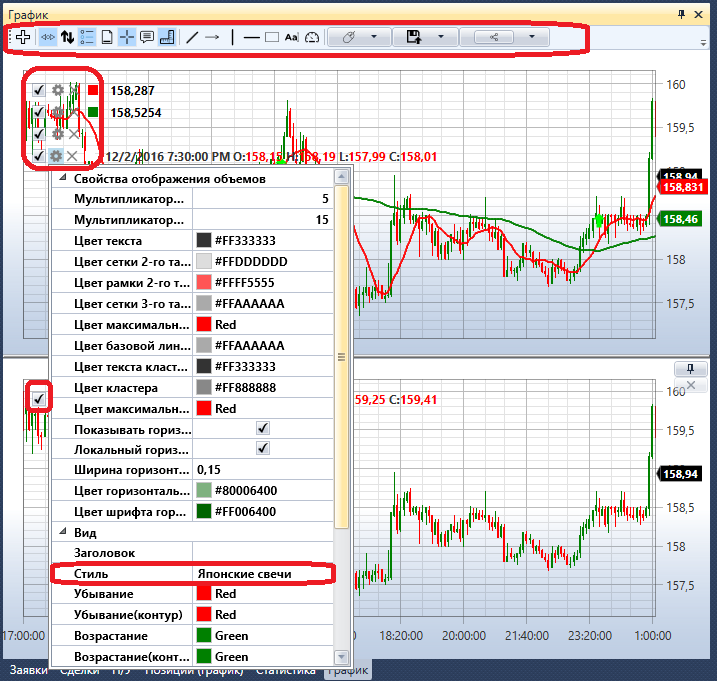 График
Aa
158,287
158,5254
12/2/2016 7:30:00 PM O:158,15 H:158,19 L:157,99 C:158,01
Свойства отображения объемов
Мультипликатор... 5
Мультипликатор... 15
Цвет текста #FF333333
Цвет сетки 2-го та... #FFDDDDDD
Цвет рамки 2-го т... #FFFF5555
Цвет сетки 3-го та... #FFAAAAAA
Цвет максимальн... Red
Цвет базовой лин... #FFAAAAAA
Цвет текста класт... #FF333333
Цвет кластера #FF888888
Цвет максимальн... Red
Показывать гориз...
Локальный гориз...
Ширина горизонт... 0,15
Цвет горизонталь... #80006400
Цвет шрифта гор... #FF006400
Вид
Заголовок
Стиль Японские свечи
Убывание Red
Убывание(контур) Red
Возрастание Green
Возрастание(конт... Green
160
159,5
158,94
158,831
158,46
158
157,5
59,25 C:159,41
160
159,5
158,94
158,5
158
157,5
17:00:00 18:20:00 20:00:00 21:40:00 23:20:00 1:00:00
Заявки Сделки П/У Позиции (график) Статистика График